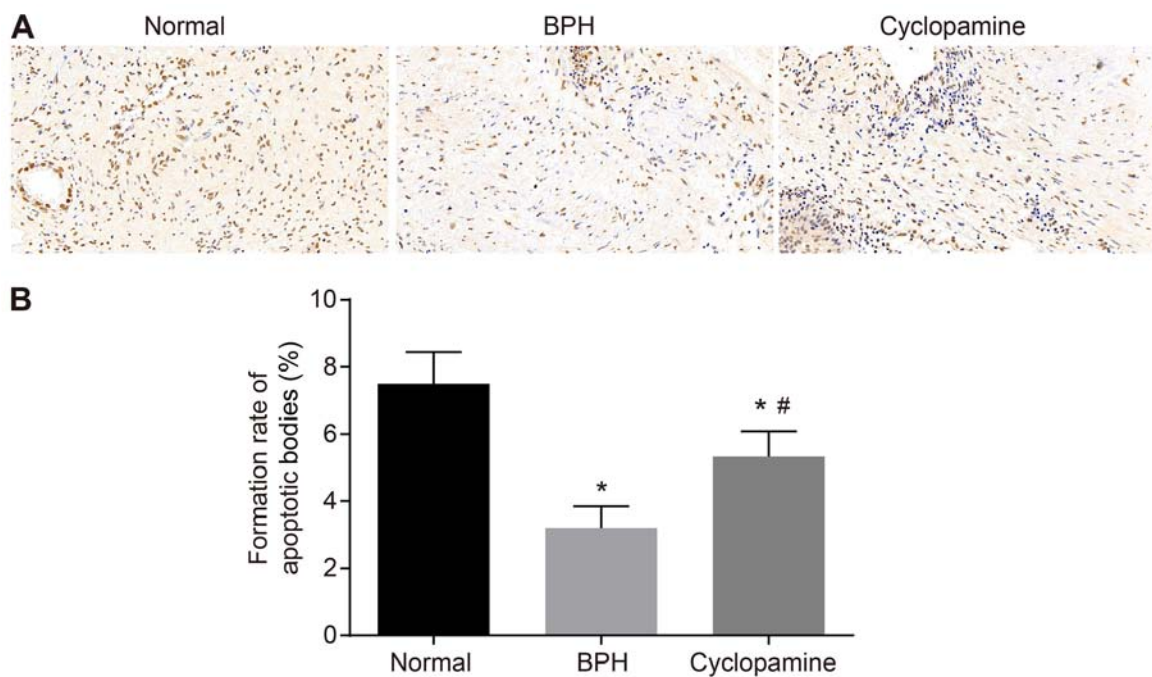 A
Normal
BPH
Cyclopamine
B
Formation rate of
apoptotic bodies (%)
10
8
6
4
2
0
*
* #
Normal
BPH
Cyclopamine